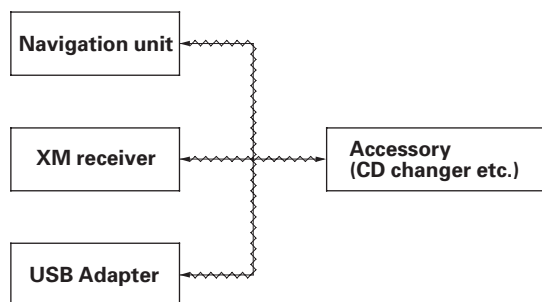 Navigation unit
XM receiver
Accessory
(CD changer etc.)
USB Adapter